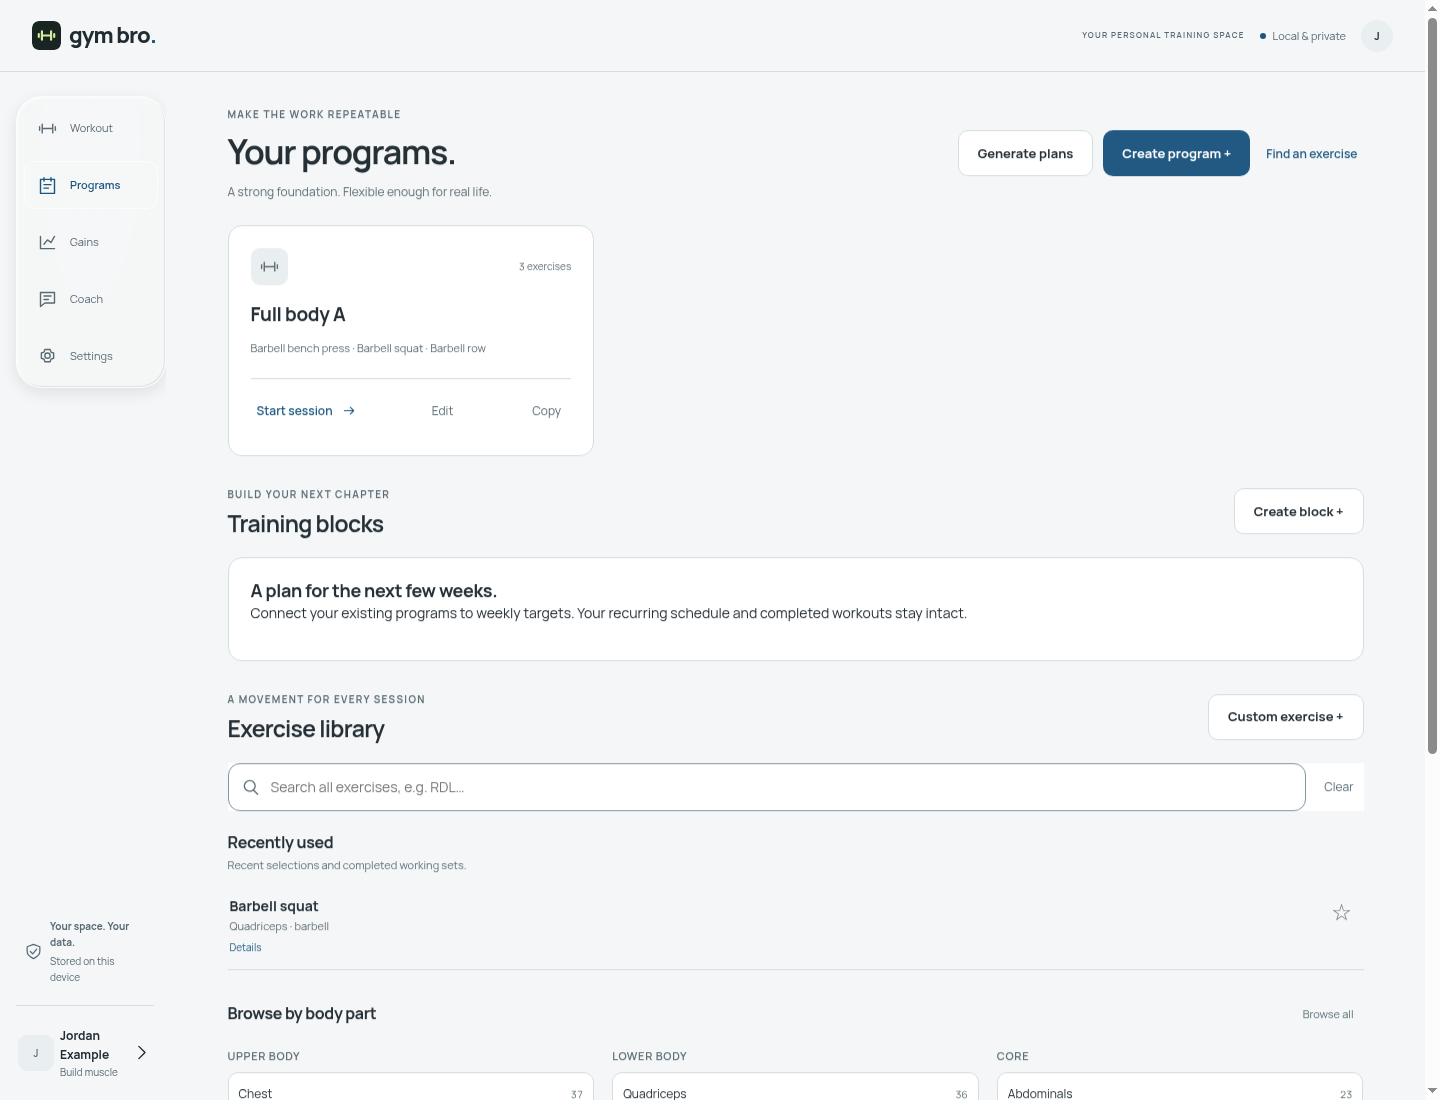 gym bro.
YOUR PERSONAL TRAINING SPACE
Local & private
J
Workout
Programs
Gains
Coach
Settings
MAKE THE WORK REPEATABLE
Your programs.
A strong foundation. Flexible enough for real life.
Generate plans
Create program +
Find an exercise
3 exercises
Full body A
Barbell bench press · Barbell squat · Barbell row
Start session →
Edit
Copy
BUILD YOUR NEXT CHAPTER
Training blocks
Create block +
A plan for the next few weeks.
Connect your existing programs to weekly targets. Your recurring schedule and completed workouts stay intact.
A MOVEMENT FOR EVERY SESSION
Exercise library
Custom exercise +
Search all exercises, e.g. RDL...
Clear
Recently used
Recent selections and completed working sets.
Barbell squat
Quadriceps · barbell
Details
Browse by body part
Browse all
UPPER BODY
Chest 37
LOWER BODY
Quadriceps 36
CORE
Abdominals 23
Your space. Your
data.
Stored on this
device
J
Jordan
Example
Build muscle